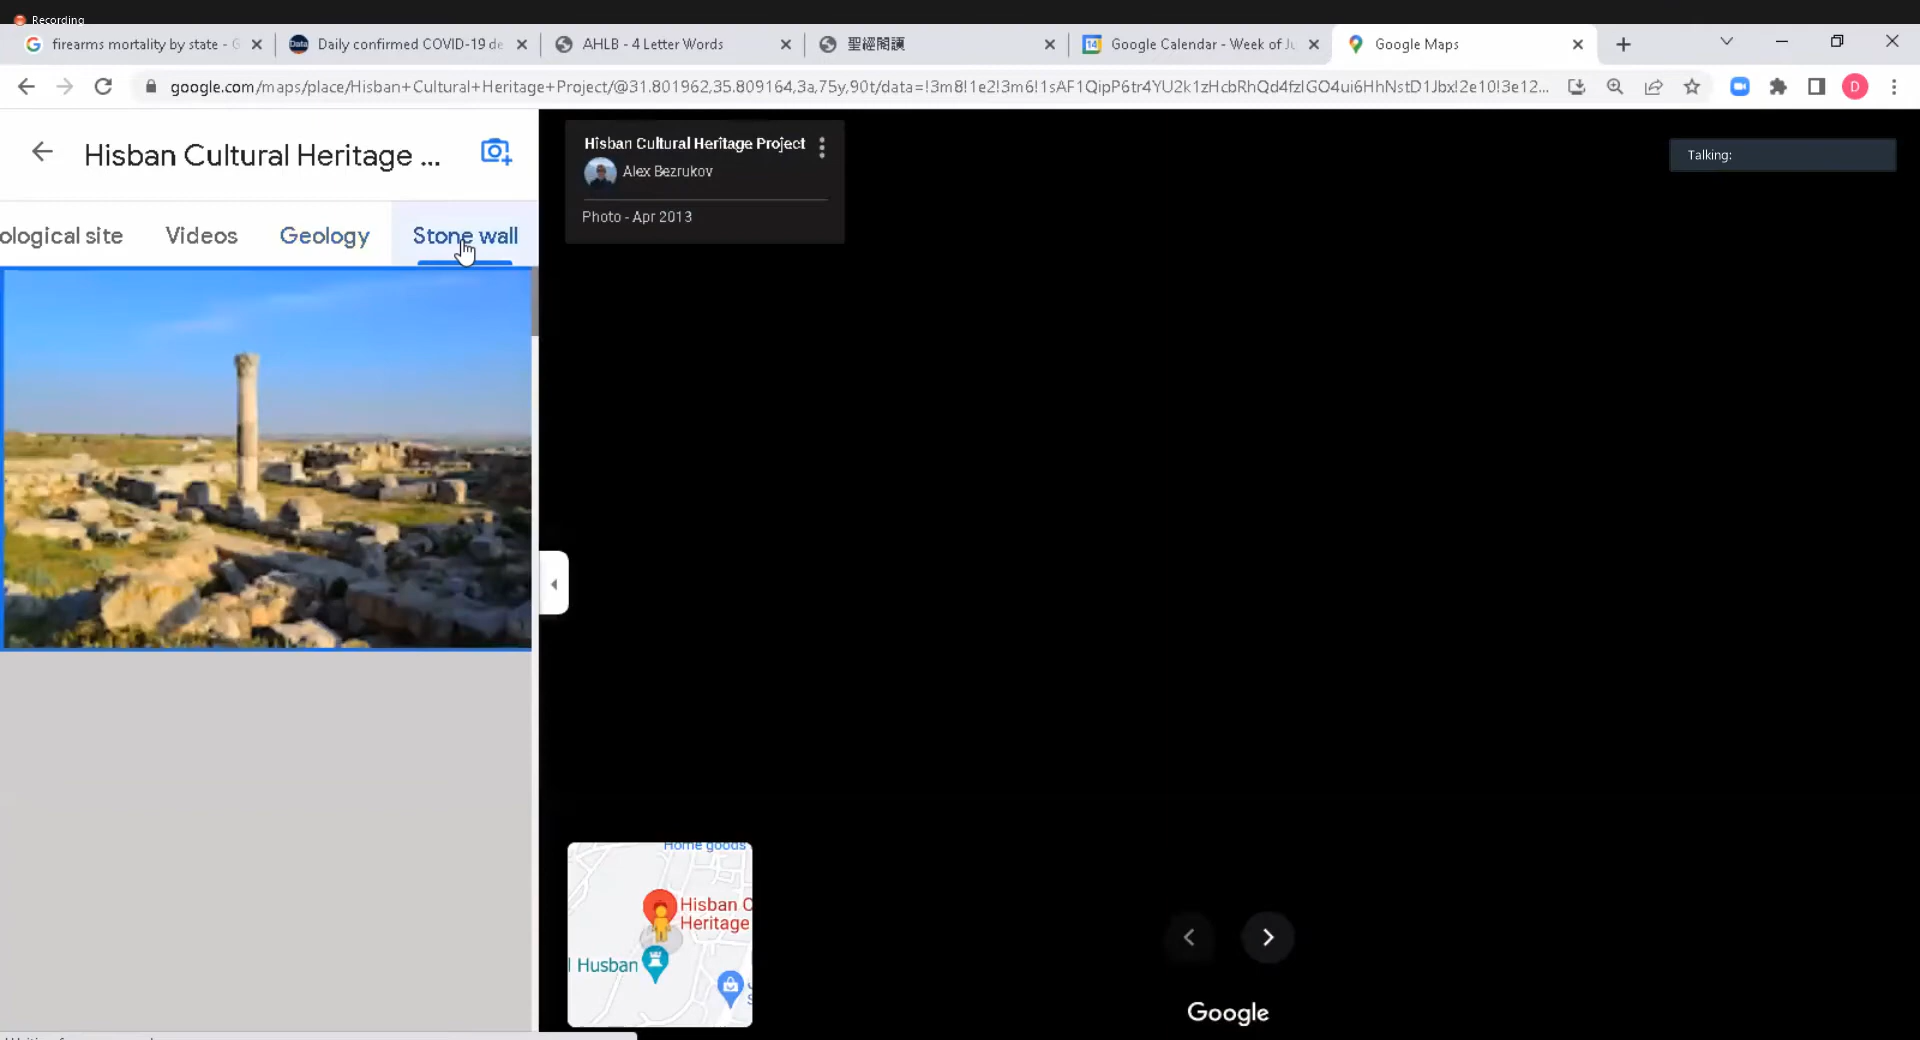 Recording
firearms mortality by state - G
Daily confirmed COVID-19 de
AHLB - 4 Letter Words
聖經閱讀
Google Calendar - Week of Ju
Google Maps
google.com/maps/place/Hisban+Cultural+Heritage+Project/@31.801962,35.809164,3a,75y,90t/data=!3m8!1e2!3m6!1sAF1QipP6tr4YU2k1zHcbRhQd4fzIGO4ui6HhNstD1Jbx!2e10!3e12...
D
Hisban Cultural Heritage ...
ological site
Videos
Geology
Stone wall
Hisban Cultural Heritage Project
Alex Bezrukov
Photo - Apr 2013
Talking:
Home goods
Hisban C
Heritage
l Husban
Google